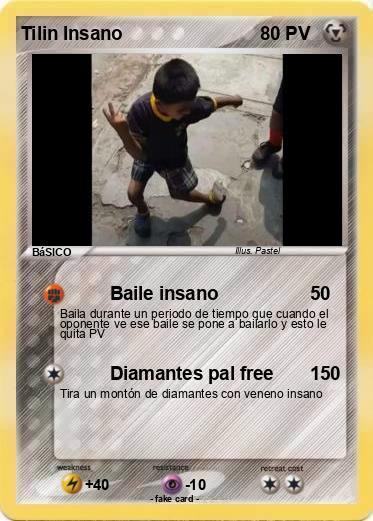 Tilin Insano 80 PV
BáSICO
Illus. Pastel
Baile insano 50
Baila durante un periodo de tiempo que cuando el
oponente ve ese baile se pone a bailarlo y esto le
quita PV
Diamantes pal free 150
Tira un montón de diamantes con veneno insano
weakness
resistance
retreat cost
+40
-10
- fake card -